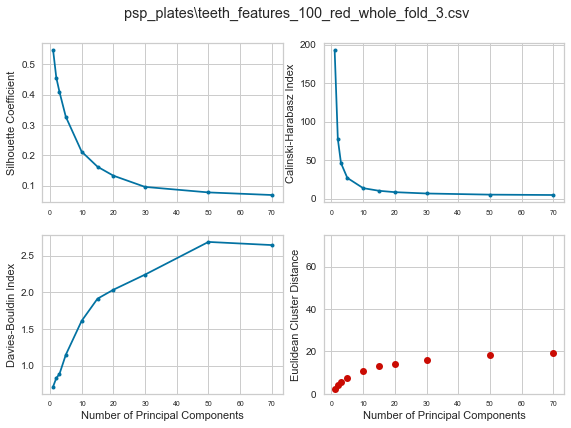 psp_plates\teeth_features_100_red_whole_fold_3.csv
Silhouette Coefficient
0.5
0.4
0.3
0.2
0.1
0 10 20 30 40 50 60 70
Calinski-Harabasz Index
200
150
100
50
0
0 10 20 30 40 50 60 70
Davies-Bouldin Index
2.5
2.0
1.5
1.0
0 10 20 30 40 50 60 70
Number of Principal Components
Euclidean Cluster Distance
60
40
20
0
0 10 20 30 40 50 60 70
Number of Principal Components